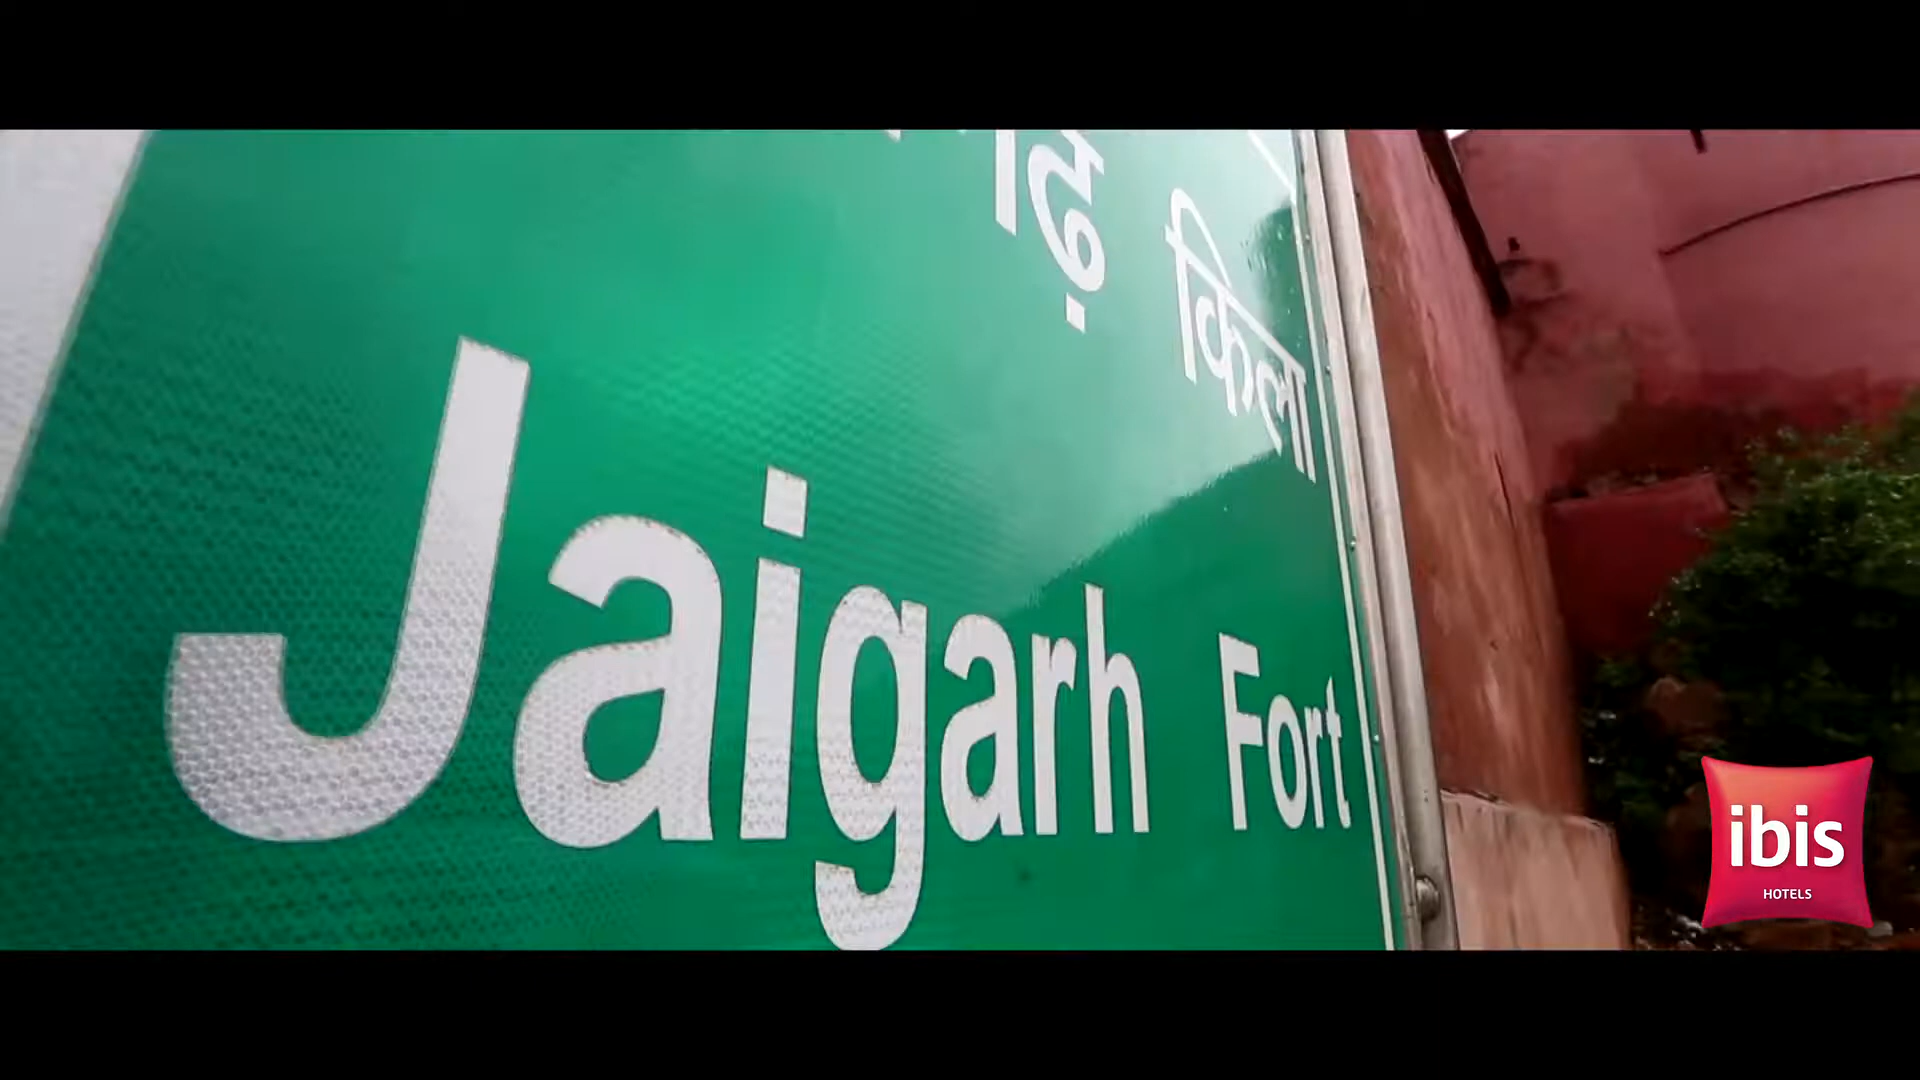 किला
Jaigarh Fort
ibis
HOTELS